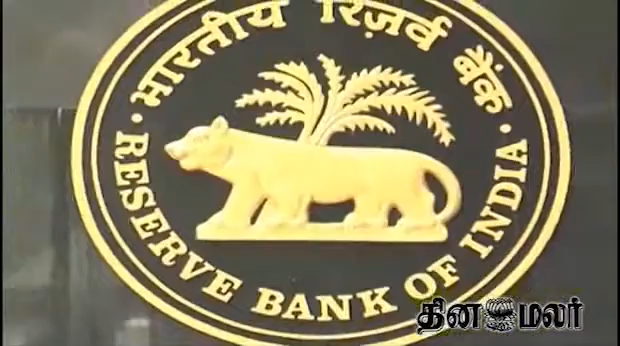 भारतीय रिज़र्व बैंक
RESERVE BANK OF INDIA
தினமலர்